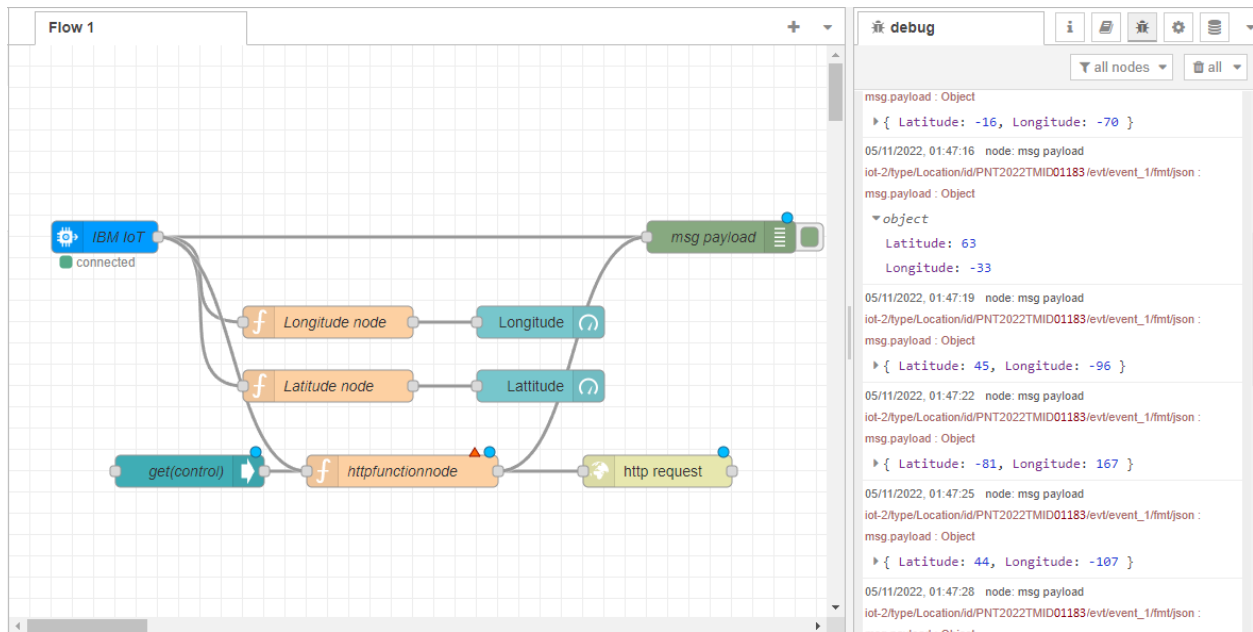 Flow 1
IBM IoT
connected
msg payload
Longitude node
Longitude
Latitude node
Lattitude
get(control)
httpfunctionnode
http request
debug
i
all nodes
all
msg.payload : Object
{ Latitude: -16, Longitude: -70 }
05/11/2022, 01:47:16 node: msg payload
iot-2/type/Location/id/PNT2022TMID01183/evt/event_1/fmt/json :
msg.payload : Object
object
Latitude: 63
Longitude: -33
05/11/2022, 01:47:19 node: msg payload
iot-2/type/Location/id/PNT2022TMID01183/evt/event_1/fmt/json :
msg.payload : Object
{ Latitude: 45, Longitude: -96 }
05/11/2022, 01:47:22 node: msg payload
iot-2/type/Location/id/PNT2022TMID01183/evt/event_1/fmt/json :
msg.payload : Object
{ Latitude: -81, Longitude: 167 }
05/11/2022, 01:47:25 node: msg payload
iot-2/type/Location/id/PNT2022TMID01183/evt/event_1/fmt/json :
msg.payload : Object
{ Latitude: 44, Longitude: -107 }
05/11/2022, 01:47:28 node: msg payload
iot-2/type/Location/id/PNT2022TMID01183/evt/event_1/fmt/json :